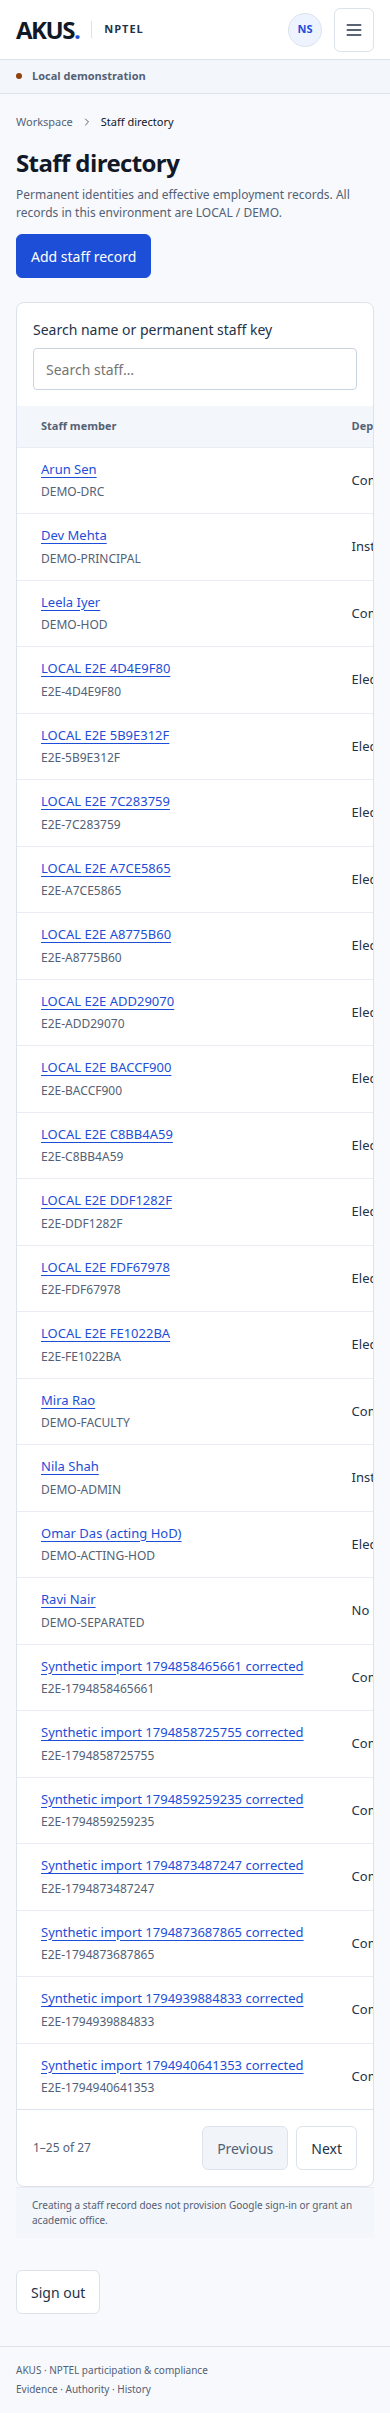 AKUS. NPTEL NS
Local demonstration
Workspace Staff directory
Staff directory
Permanent identities and effective employment records. All
records in this environment are LOCAL / DEMO.
Add staff record
Search name or permanent staff key
Search staff...
Staff member Dep
Arun Sen
DEMO-DRC
Dev Mehta
DEMO-PRINCIPAL
Inst
Leela Iyer
DEMO-HOD
LOCAL E2E 4D4E9F80
E2E-4D4E9F80
LOCAL E2E 5B9E312F
E2E-5B9E312F
LOCAL E2E 7C283759
E2E-7C283759
LOCAL E2E A7CE5865
E2E-A7CE5865
LOCAL E2E A8775B60
E2E-A8775B60
LOCAL E2E ADD29070
E2E-ADD29070
LOCAL E2E BACCF900
E2E-BACCF900
LOCAL E2E C8BB4A59
E2E-C8BB4A59
LOCAL E2E DDF1282F
E2E-DDF1282F
LOCAL E2E FDF67978
E2E-FDF67978
LOCAL E2E FE1022BA
E2E-FE1022BA
Mira Rao
DEMO-FACULTY
Nila Shah
DEMO-ADMIN
Inst
Omar Das (acting HoD)
DEMO-ACTING-HOD
Ravi Nair
DEMO-SEPARATED
No
Synthetic import 1794858465661 corrected
E2E-1794858465661
Synthetic import 1794858725755 corrected
E2E-1794858725755
Synthetic import 1794859259235 corrected
E2E-1794859259235
Synthetic import 1794873487247 corrected
E2E-1794873487247
Synthetic import 1794873687865 corrected
E2E-1794873687865
Synthetic import 1794939884833 corrected
E2E-1794939884833
Synthetic import 1794940641353 corrected
E2E-1794940641353
1–25 of 27 Previous Next
Creating a staff record does not provision Google sign-in or grant an
academic office.
Sign out
AKUS · NPTEL participation & compliance
Evidence · Authority · History